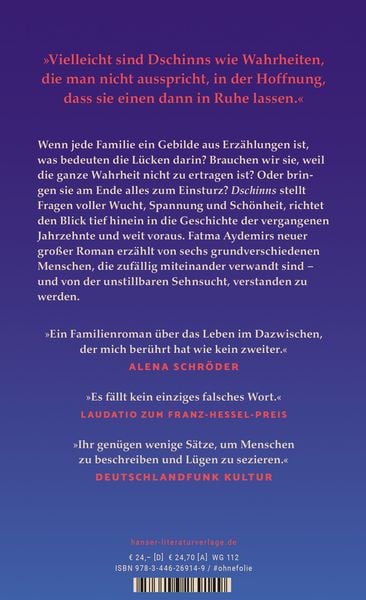 »Vielleicht sind Dschinns wie Wahrheiten,
die man nicht ausspricht, in der Hoffnung,
dass sie einen dann in Ruhe lassen.«
Wenn jede Familie ein Gebilde aus Erzählungen ist,
was bedeuten die Lücken darin? Brauchen wir sie, weil
die ganze Wahrheit nicht zu ertragen ist? Oder brin-
gen sie am Ende alles zum Einsturz? Dschinns stellt
Fragen voller Wucht, Spannung und Schönheit, richtet
den Blick tief hinein in die Geschichte der vergangenen
Jahrzehnte und weit voraus. Fatma Aydemirs neuer
großer Roman erzählt von sechs grundverschiedenen
Menschen, die zufällig miteinander verwandt sind –
und von der unstillbaren Sehnsucht, verstanden zu
werden.
»Ein Familienroman über das Leben im Dazwischen,
der mich berührt hat wie kein zweiter.«
ALENA SCHRÖDER
»Es fällt kein einziges falsches Wort.«
LAUDATIO ZUM FRANZ-HESSEL-PREIS
»Ihr genügen wenige Sätze, um Menschen
zu beschreiben und Lügen zu sezieren.«
DEUTSCHLANDFUNK KULTUR
hanser-literaturverlage.de
€ 24,– [D] € 24,70 [A] WG 112
ISBN 978-3-446-26914-9 / #ohnefolie